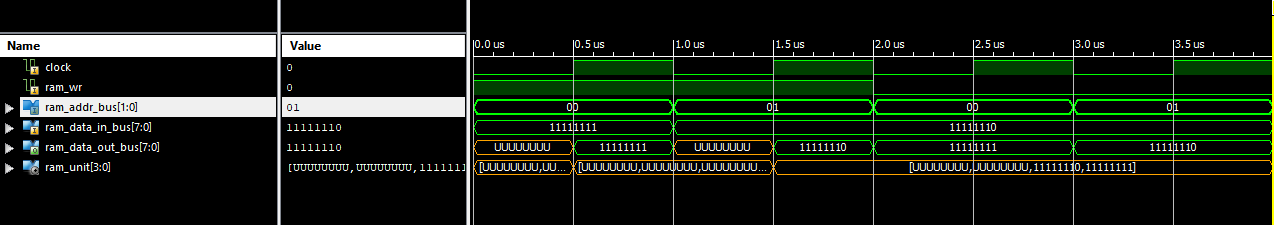 Name Value 0.0 us 0.5 us 1.0 us 1.5 us 2.0 us 2.5 us 3.0 us 3.5 us
clock 0
ram_wr 0
ram_addr_bus[1:0] 01 00 01 00 01
ram_data_in_bus[7:0] 11111110 11111111 11111110
ram_data_out_bus[7:0] 11111110 UUUUUUUU 11111111 UUUUUUUU 11111110 11111111 11111110
ram_unit[3:0] [UUUUUUUU,UUUUUUUU,1111111 [UUUUUUUU,UU... [UUUUUUUU,UUUUUUUU,UUUUUUUU... [UUUUUUUU,UUUUUUUU,11111110,11111111]